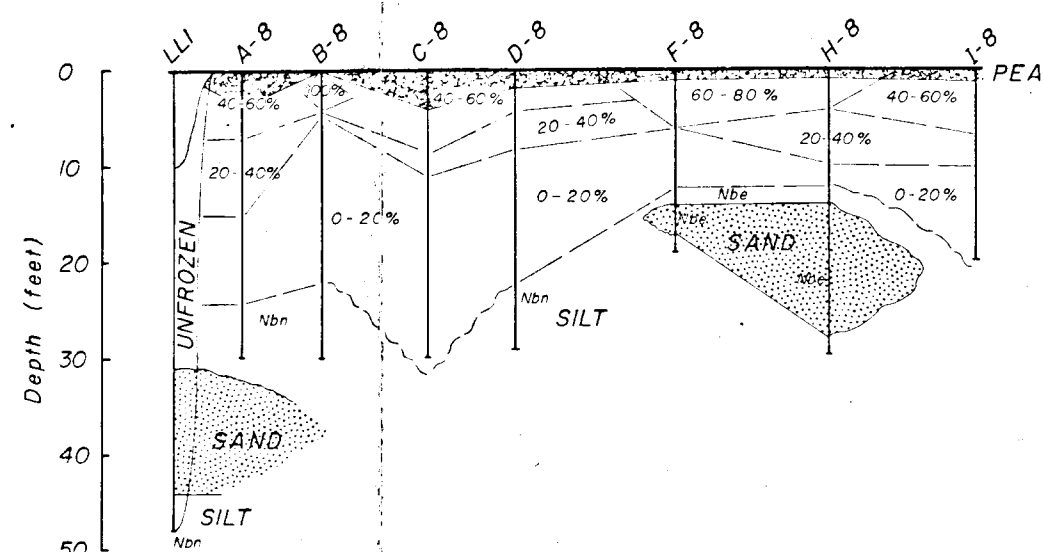 LLI A-8 B-8 C-8 D-8 F-8 H-8 I-8
0 PEA
40-60% 100% 40-60% 60-80% 40-60%
20-40% 20-40%
10
20-40% 0-20% 0-20% 0-20%
Nbe
Nbe
SAND
20
Nbe
UNFROZEN
Nbn
Nbn
SILT
30
SAND
40
SILT
Nbn
50
Depth (feet)